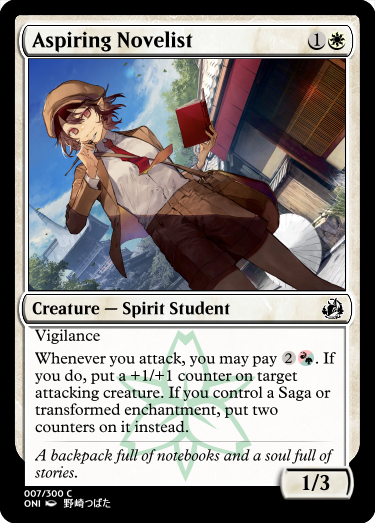 Aspiring Novelist 1
Creature — Spirit Student
Vigilance
Whenever you attack, you may pay 2 . If
you do, put a +1/+1 counter on target
attacking creature. If you control a Saga or
transformed enchantment, put two
counters on it instead.
A backpack full of notebooks and a soul full of
stories.
1/3
007/300 C
ONI 野崎つばた